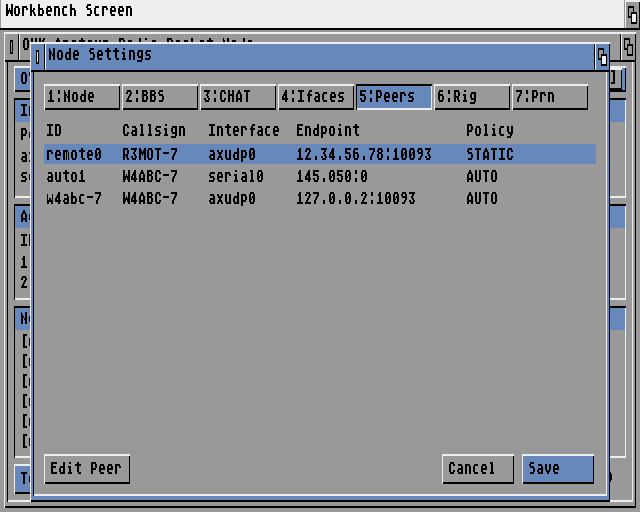 Workbench Screen
Node Settings
1:Node 2:BBS 3:CHAT 4:Ifaces 5:Peers 6:Rig 7:Prn
ID Callsign Interface Endpoint Policy
remote0 R3MOT-7 axudp0 12.34.56.78:10093 STATIC
auto1 W4ABC-7 serial0 145.050:0 AUTO
w4abc-7 W4ABC-7 axudp0 127.0.0.2:10093 AUTO
Edit Peer Cancel Save